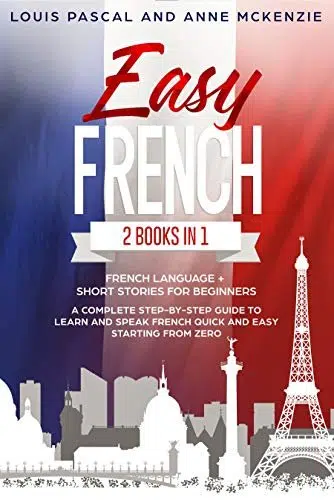 LOUIS PASCAL AND ANNE MCKENZIE
Easy
FRENCH
2 BOOKS IN 1
FRENCH LANGUAGE +
SHORT STORIES FOR BEGINNERS
A COMPLETE STEP-BY-STEP GUIDE TO
LEARN AND SPEAK FRENCH QUICK AND EASY
STARTING FROM ZERO